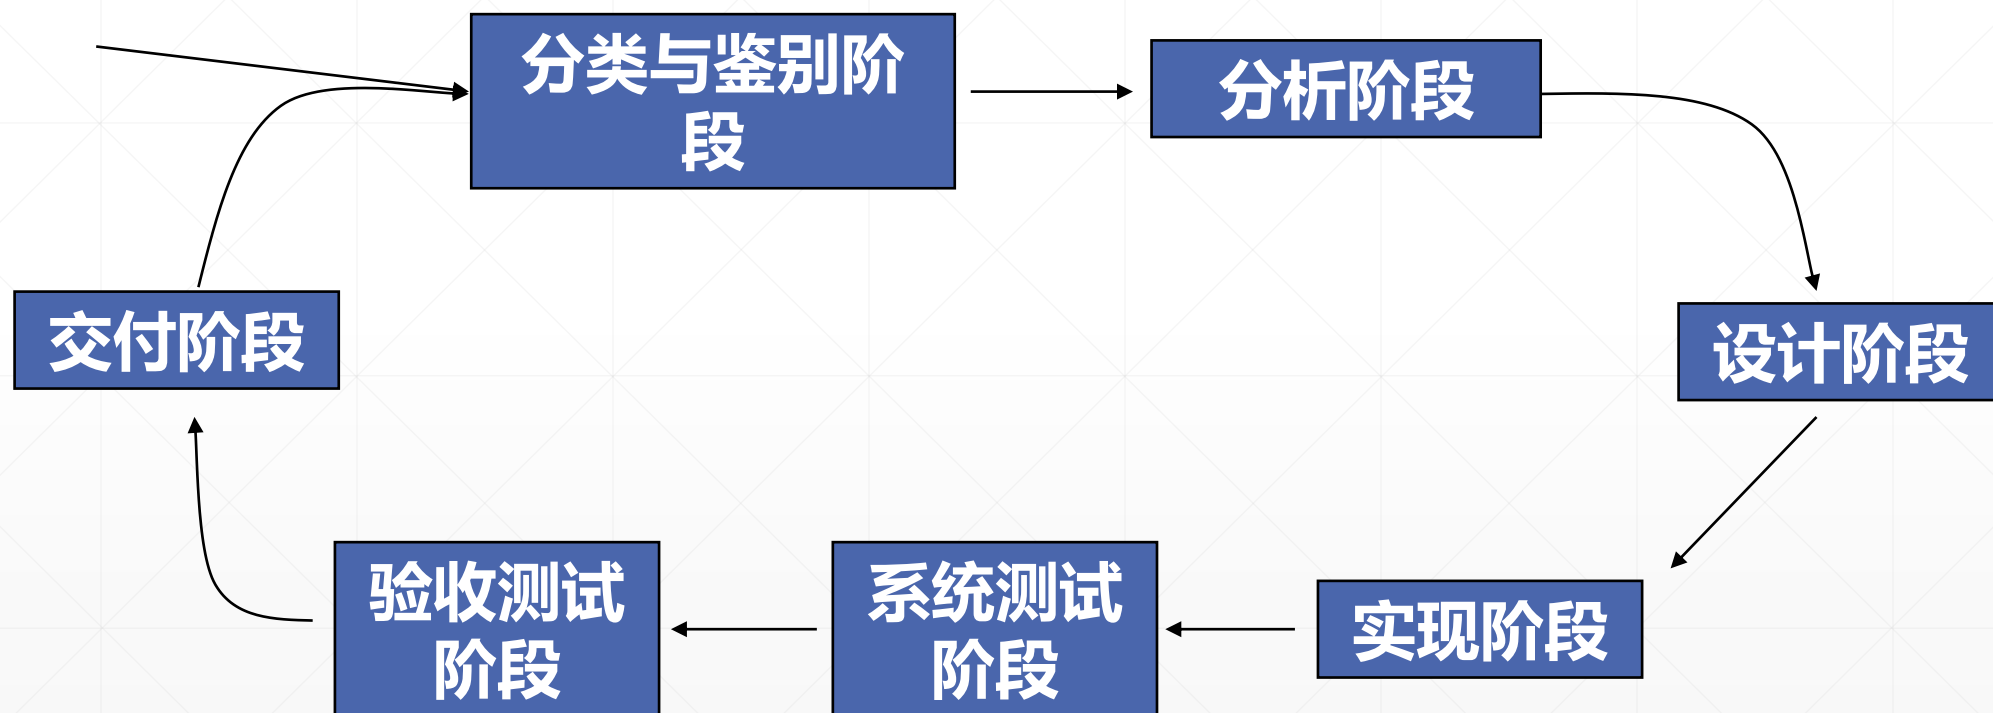 分类与鉴别阶
段
分析阶段
交付阶段
设计阶段
验收测试
阶段
系统测试
阶段
实现阶段